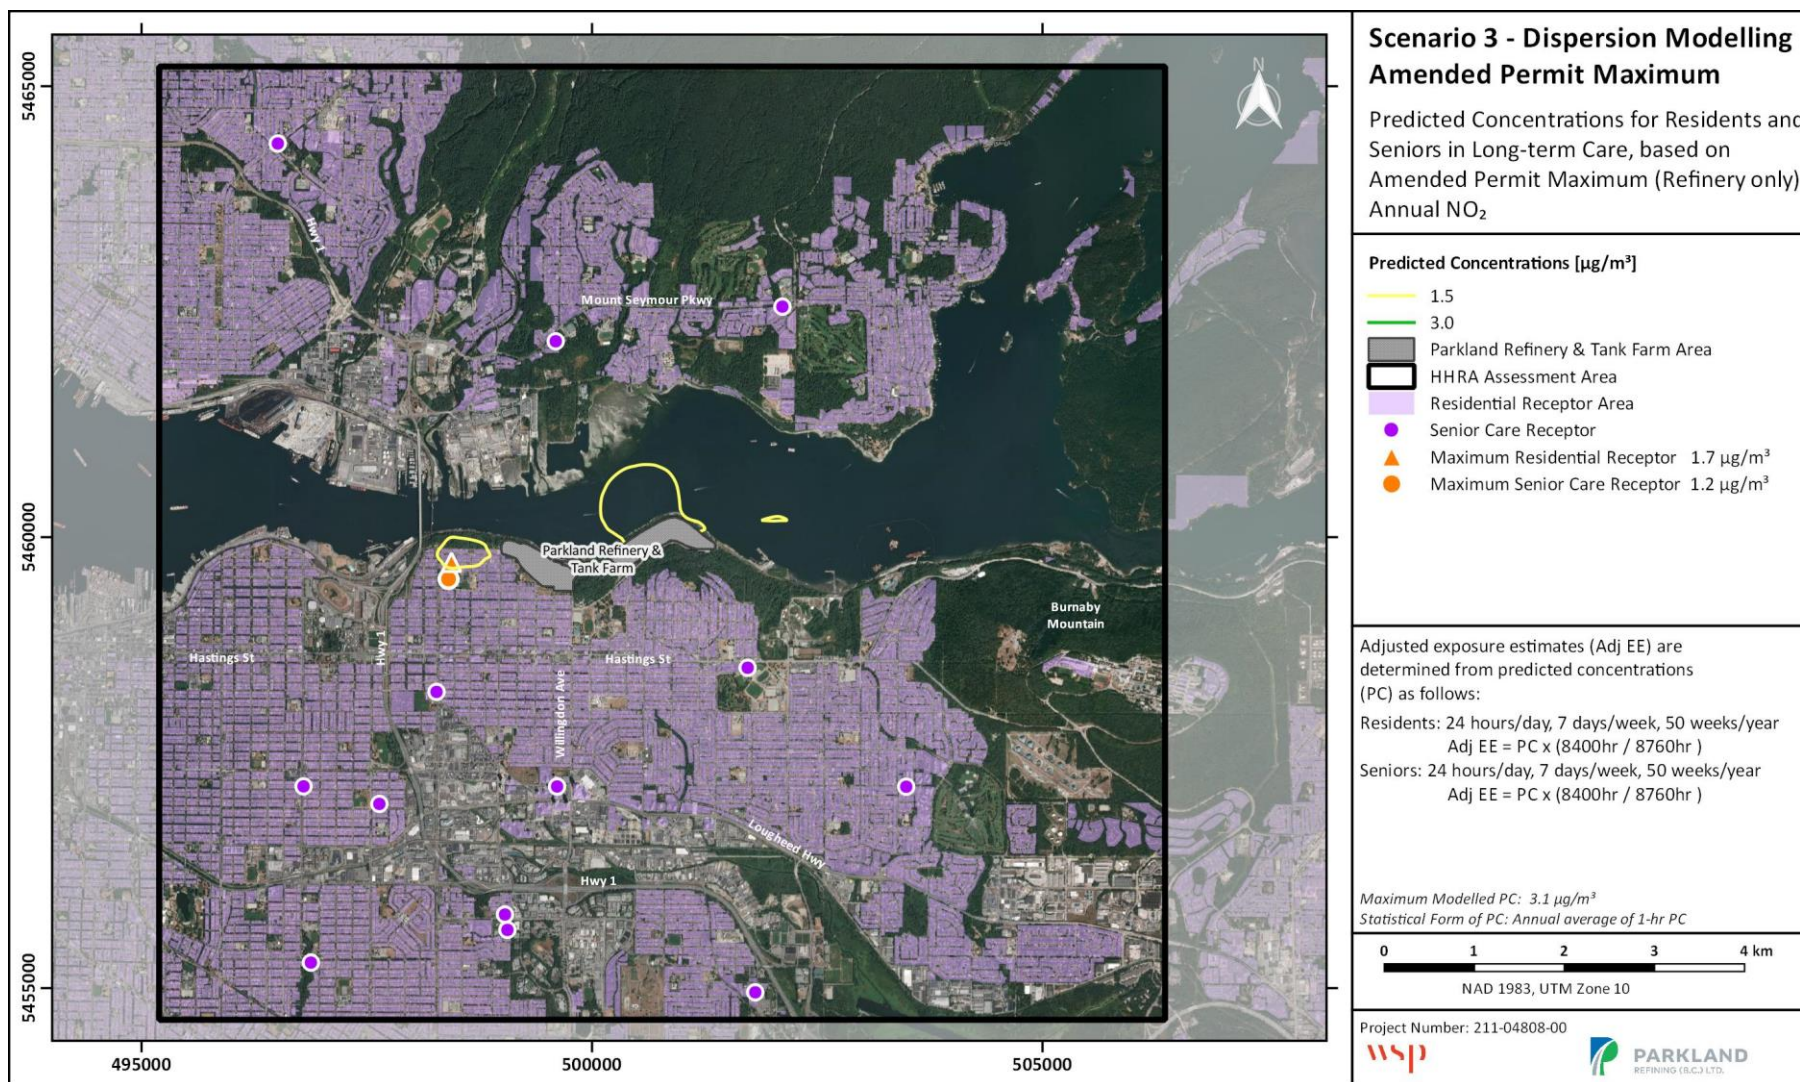 Scenario 3 - Dispersion Modelling
Amended Permit Maximum
Predicted Concentrations for Residents and
Seniors in Long-term Care, based on
Amended Permit Maximum (Refinery only)
Annual NO₂
Predicted Concentrations [µg/m³]
1.5
3.0
Parkland Refinery & Tank Farm Area
HHRA Assessment Area
Residential Receptor Area
Senior Care Receptor
Maximum Residential Receptor 1.7 µg/m³
Maximum Senior Care Receptor 1.2 µg/m³
Adjusted exposure estimates (Adj EE) are
determined from predicted concentrations
(PC) as follows:
Residents: 24 hours/day, 7 days/week, 50 weeks/year
Adj EE = PC x (8400hr / 8760hr )
Seniors: 24 hours/day, 7 days/week, 50 weeks/year
Adj EE = PC x (8400hr / 8760hr )
Maximum Modelled PC: 3.1 µg/m³
Statistical Form of PC: Annual average of 1-hr PC
0 1 2 3 4 km
NAD 1983, UTM Zone 10
Project Number: 211-04808-00
wsp
PARKLAND
REFINING (B.C.) LTD.
N
5465000
5460000
5455000
495000
500000
505000
Hwy 1
Mount Seymour Pkwy
Parkland Refinery &
Tank Farm
Burnaby
Mountain
Hastings St
Hwy 1
Hastings St
Willingdon Ave
Lougheed Hwy
Hwy 1